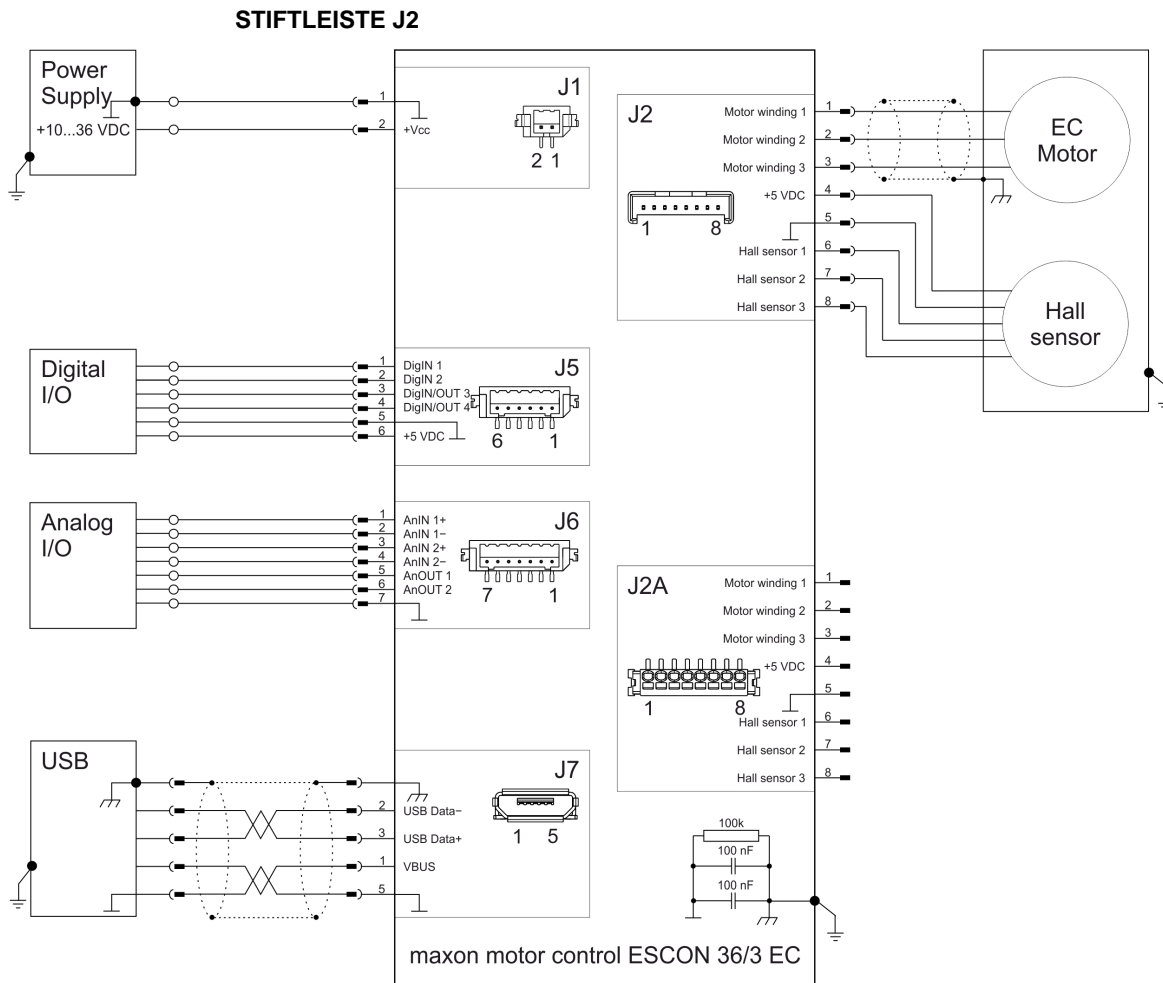 STIFTLEISTE J2
Power
Supply
+10...36 VDC
1
2
+Vcc
J1
2 1
J2
1 8
Motor winding 1
1
Motor winding 2
2
Motor winding 3
3
+5 VDC
4
5
Hall sensor 1
6
Hall sensor 2
7
Hall sensor 3
8
EC
Motor
Hall
sensor
Digital
I/O
1
DigIN 1
2
DigIN 2
3
DigIN/OUT 3
4
DigIN/OUT 4
5
6
+5 VDC
J5
6 1
Analog
I/O
1
AnIN 1+
2
AnIN 1−
3
AnIN 2+
4
AnIN 2−
5
AnOUT 1
6
AnOUT 2
7
J6
7 1
J2A
1 8
Motor winding 1
1
Motor winding 2
2
Motor winding 3
3
+5 VDC
4
5
Hall sensor 1
6
Hall sensor 2
7
Hall sensor 3
8
USB
2
USB Data−
3
USB Data+
1
VBUS
5
J7
1 5
100k
100 nF
100 nF
maxon motor control ESCON 36/3 EC